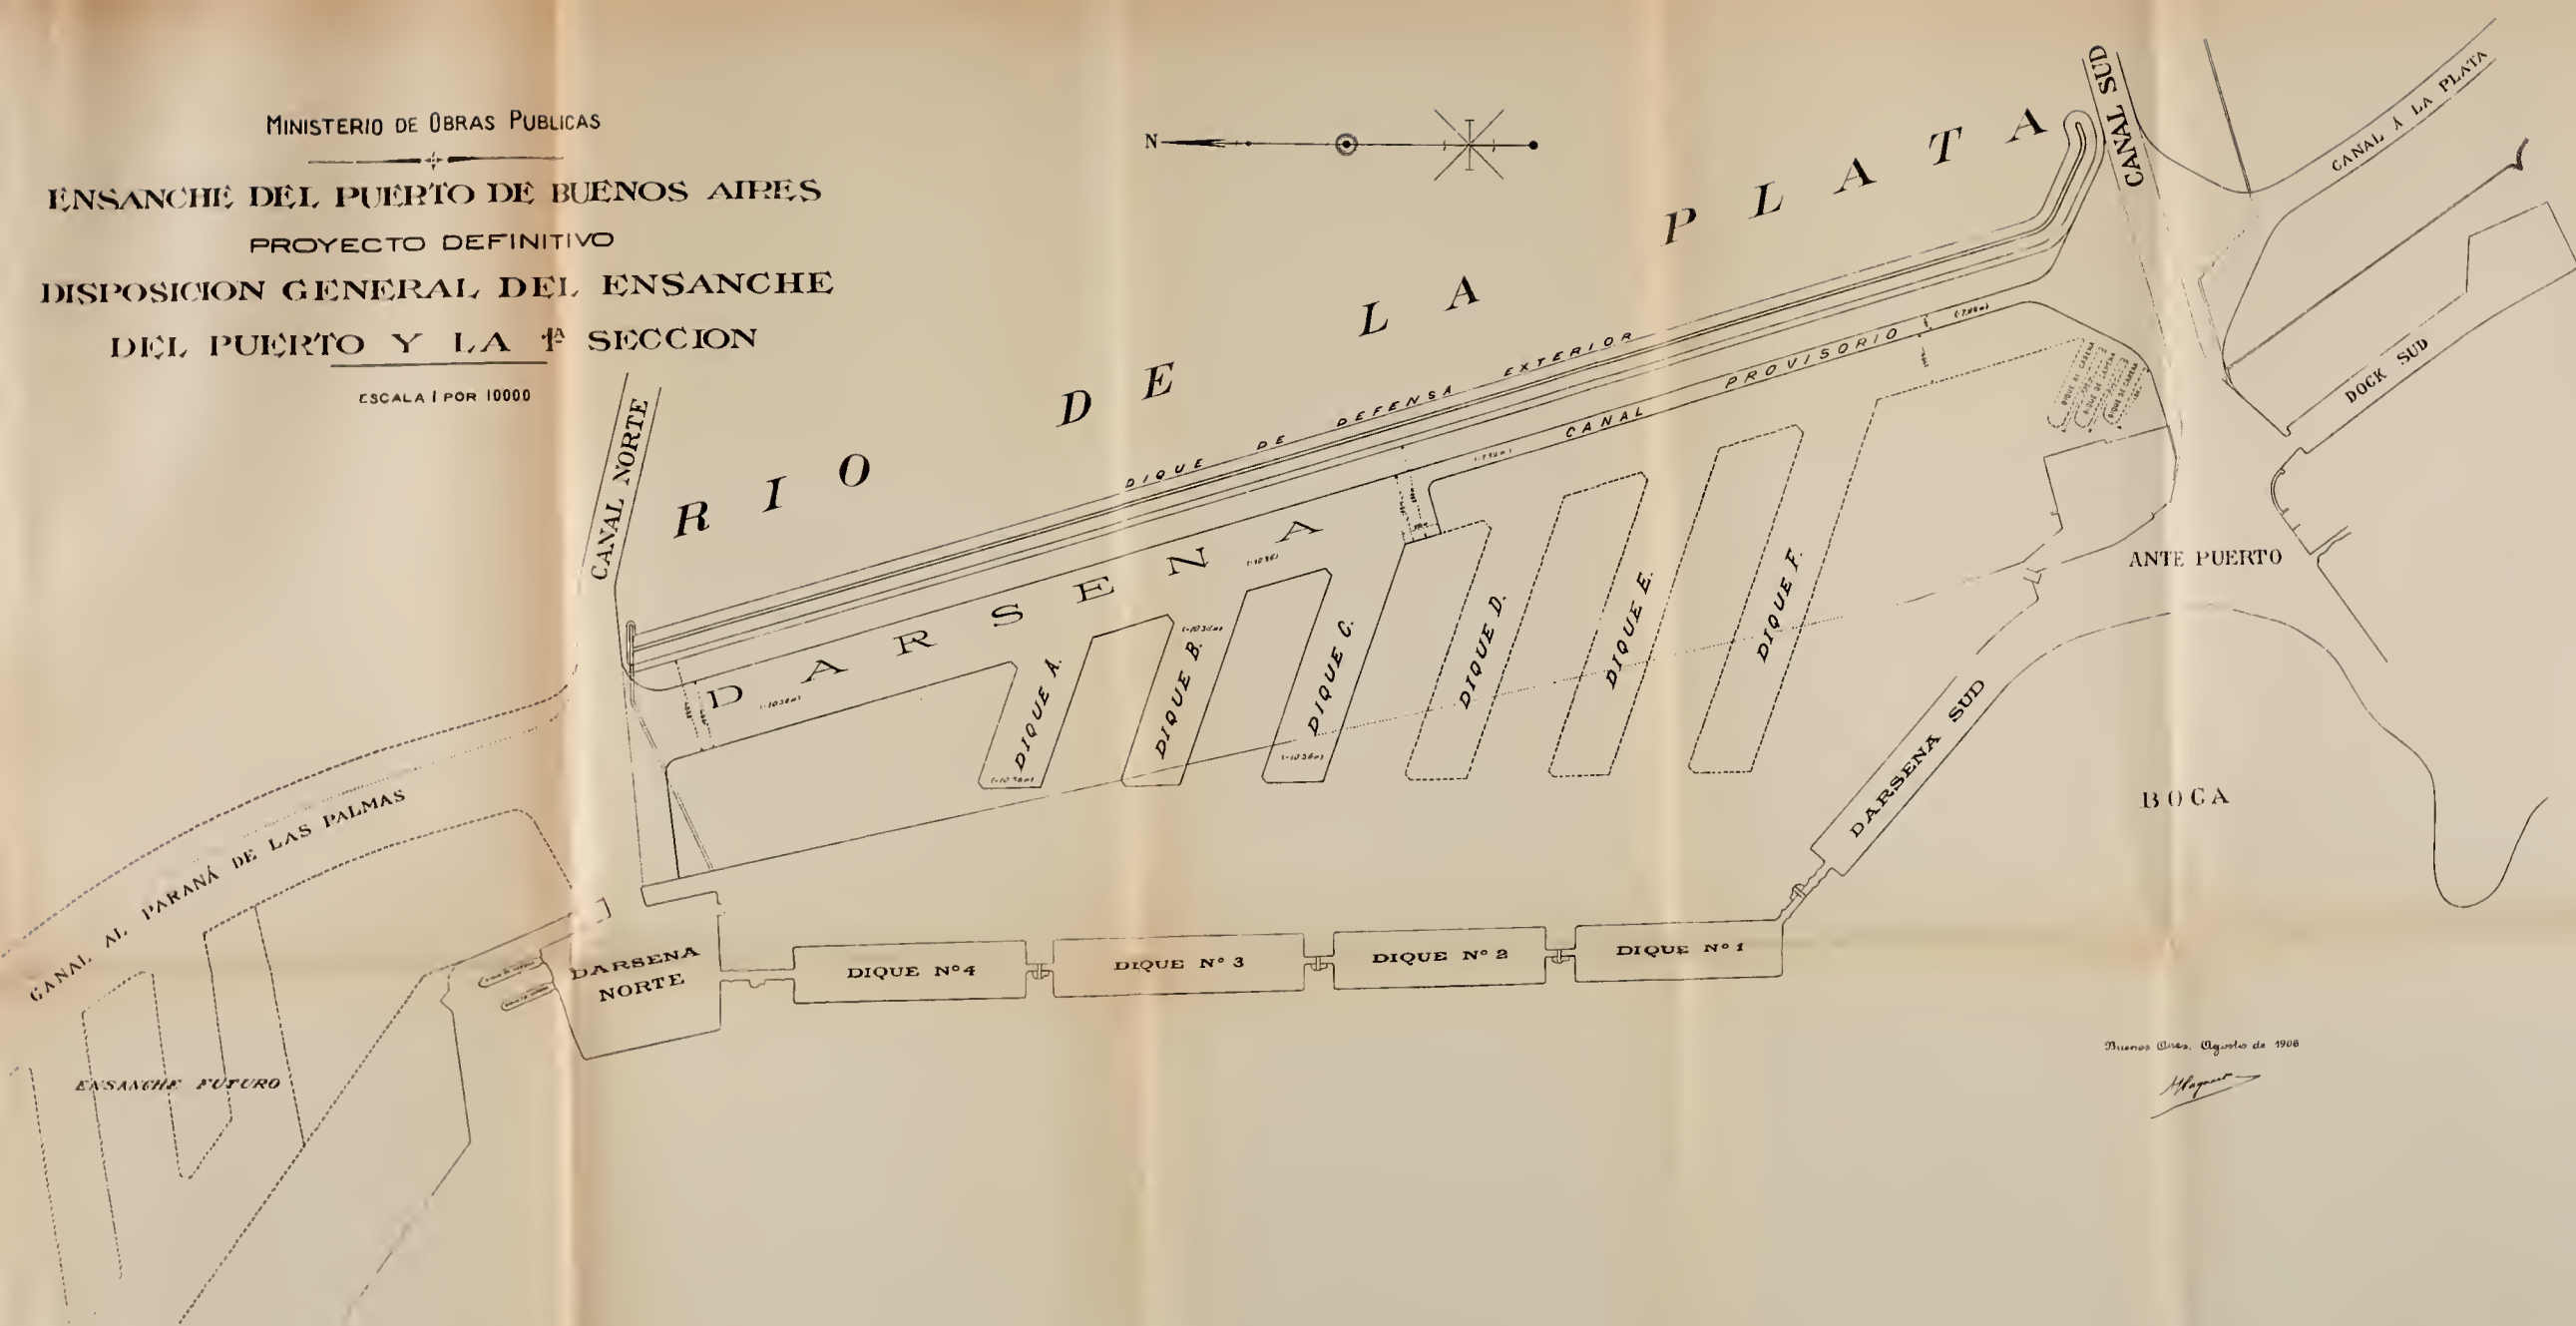 MINISTERIO DE OBRAS PUBLICAS
ENSANCHE DEL PUERTO DE BUENOS AIRES
PROYECTO DEFINITIVO
DISPOSICION GENERAL DEL ENSANCHE
DEL PUERTO Y LA 1A SECCION
ESCALA 1 POR 10000
N
CANAL SUD
CANAL SUD
CANAL A LA PLATA
RIO DE LA PLATA
CANAL NORTE
DIQUE DE DEFENSA EXTERIOR
CANAL PROVISORIO
DOCK SUD
DARSENA
DIQUE A.
DIQUE B.
DIQUE C.
DIQUE D.
DIQUE E.
DIQUE F.
ANTE PUERTO
DARSENA SUD
BOCA
CANAL AL PARANÁ DE LAS PALMAS
DARSENA
NORTE
DIQUE Nº 4
DIQUE Nº 3
DIQUE Nº 2
DIQUE Nº 1
ENSANCHE FUTURO
Buenos Aires, Agosto de 1908